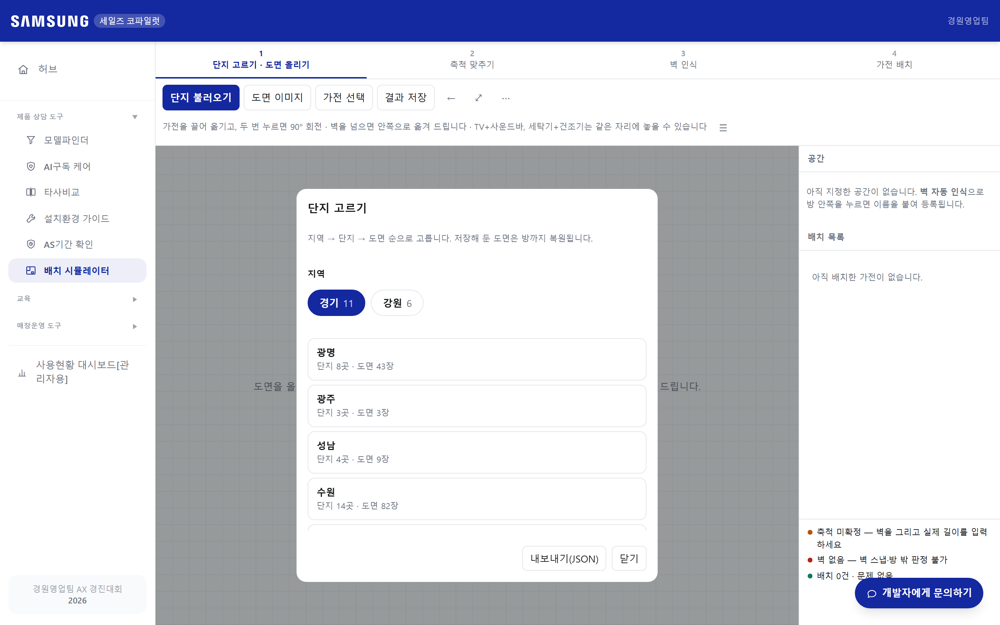 SAMSUNG 세일즈 코파일럿
경원영업팀
허브
제품 상담 도구
모델파인더
AI구독 케어
타사비교
설치환경 가이드
AS기간 확인
배치 시뮬레이터
교육
매장운영 도구
사용현황 대시보드[관
리자용]
경원영업팀 AX 경진대회
2026
1
단지 고르기 · 도면 올리기
2
축척 맞추기
3
벽 인식
4
가전 배치
단지 불러오기
도면 이미지
가전 선택
결과 저장
가전을 끌어 옮기고, 두 번 누르면 90° 회전 · 벽을 넘으면 안쪽으로 옮겨 드립니다 · TV+사운드바, 세탁기+건조기는 같은 자리에 놓을 수 있습니다
도면을 올
드립니다.
단지 고르기
지역 → 단지 → 도면 순으로 고릅니다. 저장해 둔 도면은 방까지 복원됩니다.
지역
경기 11
강원 6
광명
단지 8곳 · 도면 43장
광주
단지 3곳 · 도면 3장
성남
단지 4곳 · 도면 9장
수원
단지 14곳 · 도면 82장
내보내기(JSON)
닫기
공간
아직 지정한 공간이 없습니다. 벽 자동 인식으로
방 안쪽을 누르면 이름을 붙여 등록됩니다.
배치 목록
아직 배치한 가전이 없습니다.
축척 미확정 — 벽을 그리고 실제 길이를 입력
하세요
벽 없음 — 벽 스냅·방 밖 판정 불가
배치 0건 · 문제 없음
개발자에게 문의하기